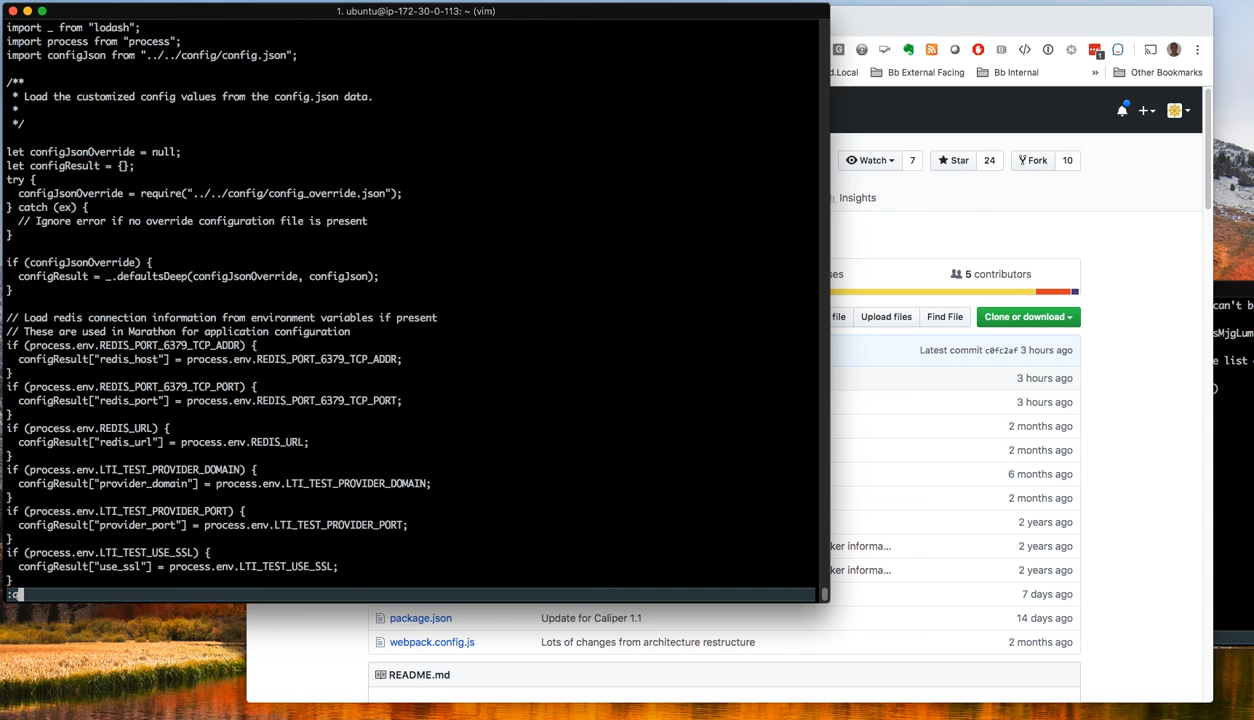 1. ubuntu@ip-172-30-0-113: ~ (vim)
import _ from "lodash";
import process from "process";
import configJson from "../../config/config.json";
/**
* Load the customized config values from the config.json data.
*
*/
let configJsonOverride = null;
let configResult = {};
try {
configJsonOverride = require("../../config/config_override.json");
} catch (ex) {
// Ignore error if no override configuration file is present
}
if (configJsonOverride) {
configResult = _.defaultsDeep(configJsonOverride, configJson);
}
// Load redis connection information from environment variables if present
// These are used in Marathon for application configuration
if (process.env.REDIS_PORT_6379_TCP_ADDR) {
configResult["redis_host"] = process.env.REDIS_PORT_6379_TCP_ADDR;
}
if (process.env.REDIS_PORT_6379_TCP_PORT) {
configResult["redis_port"] = process.env.REDIS_PORT_6379_TCP_PORT;
}
if (process.env.REDIS_URL) {
configResult["redis_url"] = process.env.REDIS_URL;
}
if (process.env.LTI_TEST_PROVIDER_DOMAIN) {
configResult["provider_domain"] = process.env.LTI_TEST_PROVIDER_DOMAIN;
}
if (process.env.LTI_TEST_PROVIDER_PORT) {
configResult["provider_port"] = process.env.LTI_TEST_PROVIDER_PORT;
}
if (process.env.LTI_TEST_USE_SSL) {
configResult["use_ssl"] = process.env.LTI_TEST_USE_SSL;
}
:q
1
d.Local Bb External Facing Bb Internal » Other Bookmarks
Watch 7 Star 24 Fork 10
Insights
ses 5 contributors
file Upload files Find File Clone or download
Latest commit c0fc2af 3 hours ago
3 hours ago
3 hours ago
2 months ago
2 months ago
6 months ago
2 months ago
2 years ago
ker informa... 2 years ago
ker informa... 2 years ago
7 days ago
package.json Update for Caliper 1.1 14 days ago
webpack.config.js Lots of changes from architecture restructure 2 months ago
README.md
can't b
sMjgLum
e list